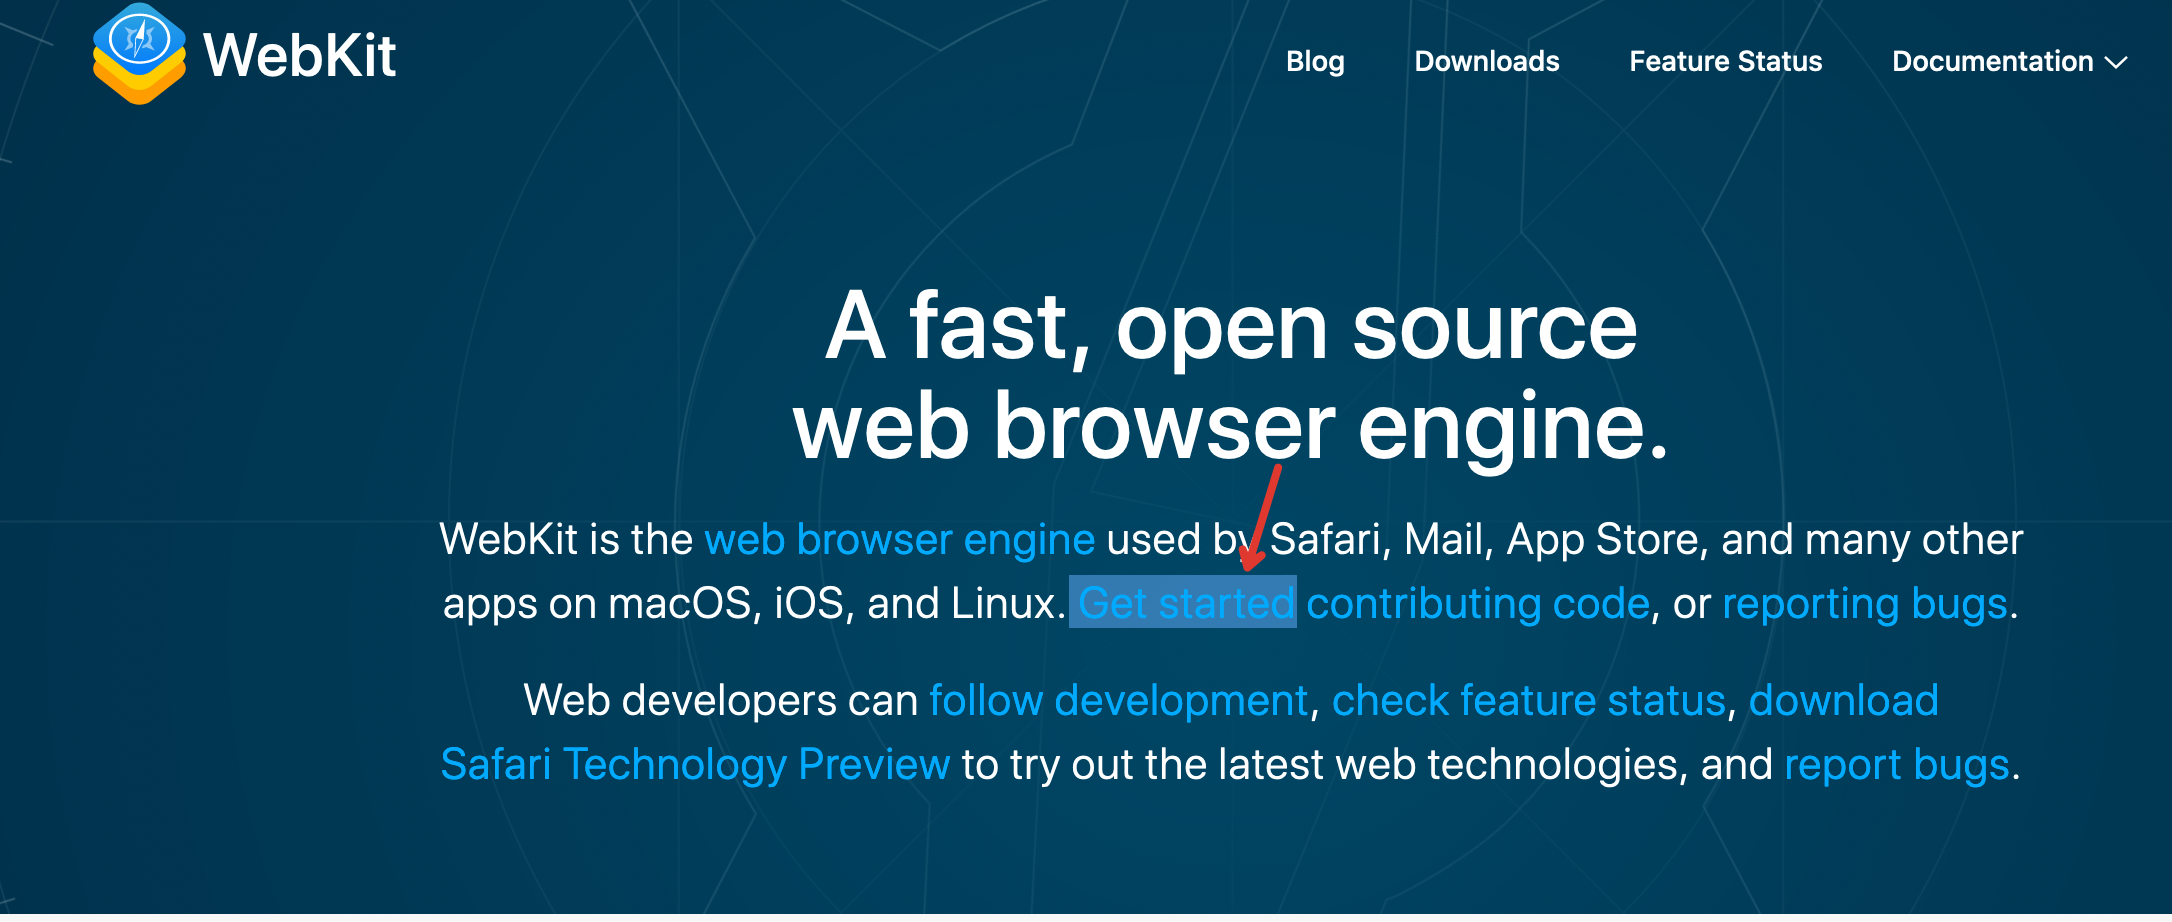 WebKit
Blog Downloads Feature Status Documentation
A fast, open source
web browser engine.
WebKit is the web browser engine used by Safari, Mail, App Store, and many other
apps on macOS, iOS, and Linux. Get started contributing code, or reporting bugs.
Web developers can follow development, check feature status, download
Safari Technology Preview to try out the latest web technologies, and report bugs.